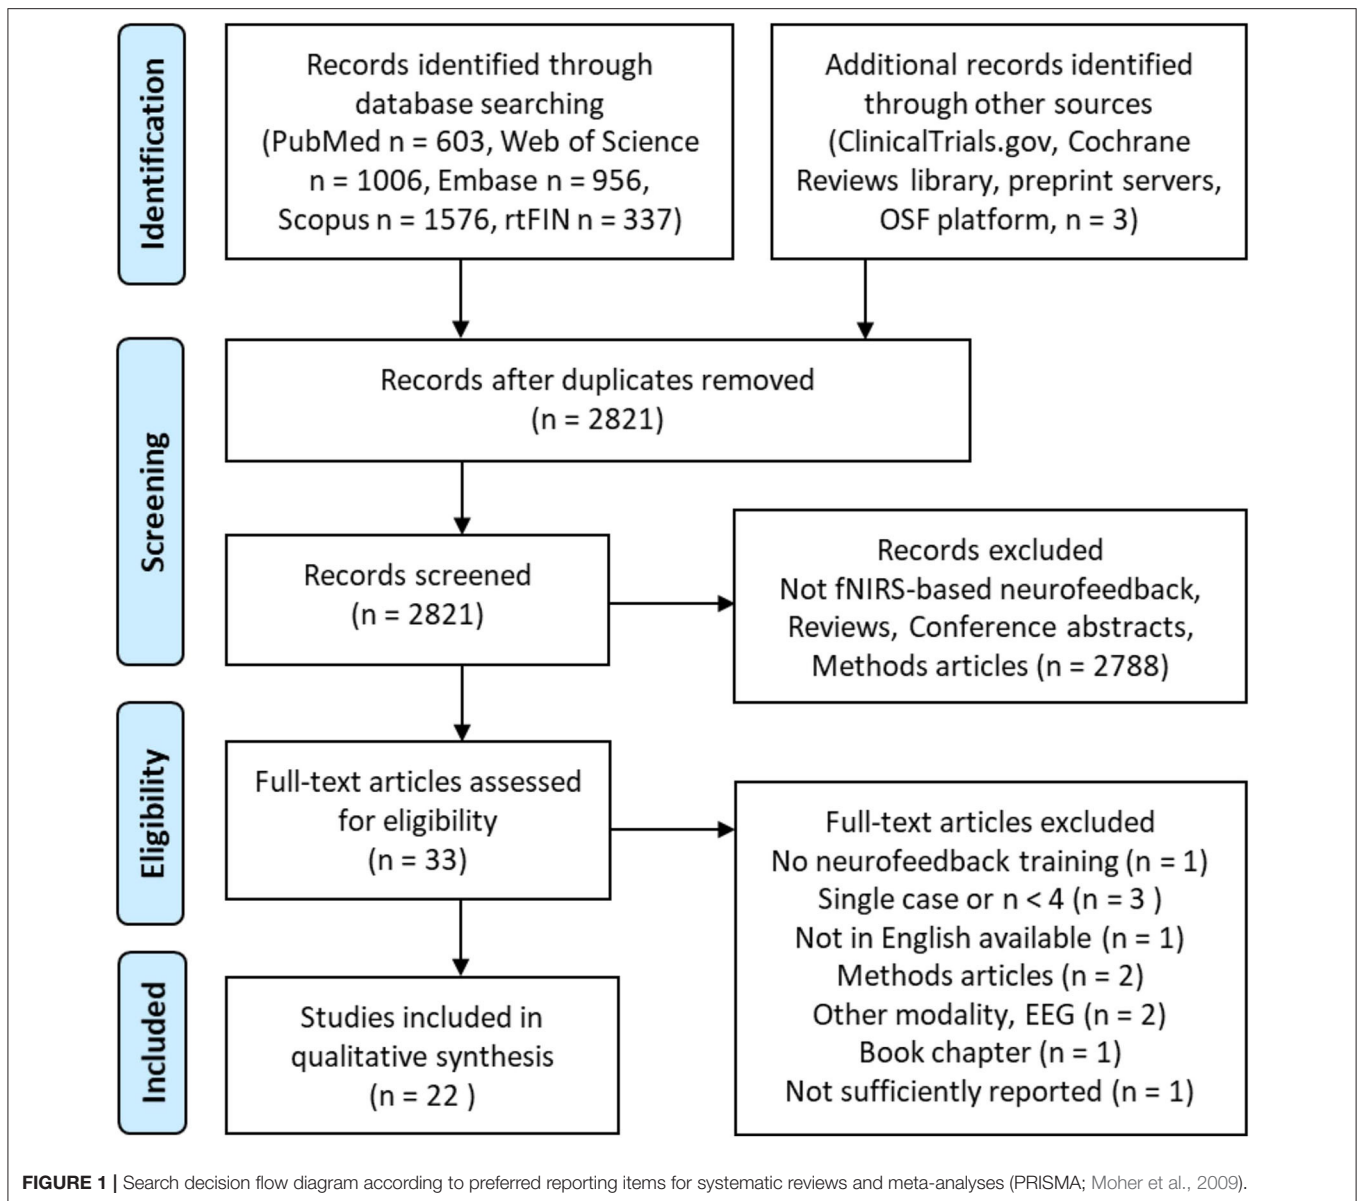 Identification
Records identified through
database searching
(PubMed n = 603, Web of Science
n = 1006, Embase n = 956,
Scopus n = 1576, rtFIN n = 337)
Additional records identified
through other sources
(ClinicalTrials.gov, Cochrane
Reviews library, preprint servers,
OSF platform, n = 3)
Screening
Records after duplicates removed
(n = 2821)
Records screened
(n = 2821)
Records excluded
Not fNIRS-based neurofeedback,
Reviews, Conference abstracts,
Methods articles (n = 2788)
Eligibility
Full-text articles assessed
for eligibility
(n = 33)
Full-text articles excluded
No neurofeedback training (n = 1)
Single case or n < 4 (n = 3 )
Not in English available (n = 1)
Methods articles (n = 2)
Other modality, EEG (n = 2)
Book chapter (n = 1)
Not sufficiently reported (n = 1)
Included
Studies included in
qualitative synthesis
(n = 22 )
FIGURE 1 | Search decision flow diagram according to preferred reporting items for systematic reviews and meta-analyses (PRISMA; Moher et al., 2009).